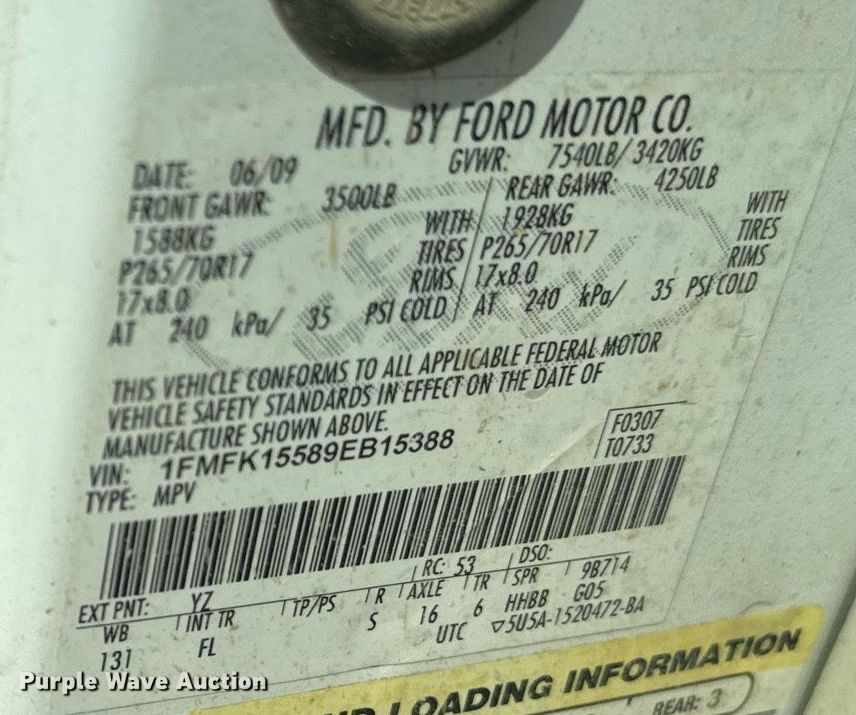 MFD. BY FORD MOTOR CO.
DATE: 06/09 GVWR: 7540LB/ 3420KG
FRONT GAWR: 3500LB REAR GAWR: 4250LB
1588KG WITH 1928KG WITH
P265/70R17 TIRES P265/70R17 TIRES
17x8.0 RIMS 17x8.0 RIMS
AT 240 kPa/ 35 PSI COLD AT 240 kPa/ 35 PSI COLD
THIS VEHICLE CONFORMS TO ALL APPLICABLE FEDERAL MOTOR
VEHICLE SAFETY STANDARDS IN EFFECT ON THE DATE OF
MANUFACTURE SHOWN ABOVE.
VIN: 1FMFK15589EB15388 F0307
TYPE: MPV T0733
EXT PNT: YZ RC: 53 DSO:
WB INT TR TP/PS R AXLE TR SPR 9B714
131 FL S 16 6 HHBB G05
UTC ▽5U5A-1520472-BA
LOADING INFORMATION
REAR: 3
Purple Wave Auction